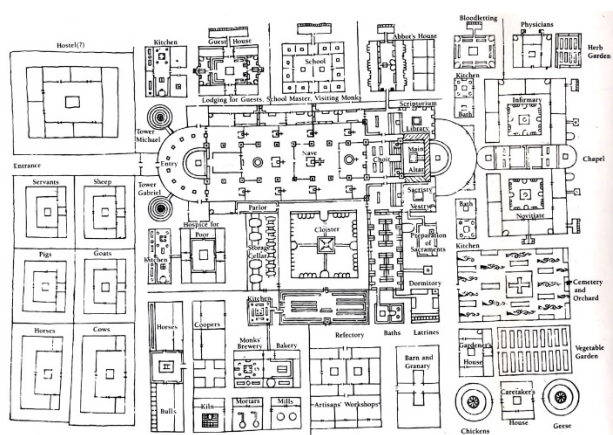 Hostel(?)
Kitchen
Guest House
School
Abbot's House
Bloodletting
Physicians
Herb
Garden
Lodging for Guests, School Master, Visiting Monks
Kitchen
Bath
Infirmary
Scriptorium
Library
Tower
Michael
Entrance
Entry
Nave
Choir
Main
Altar
Chapel
Tower
Gabriel
Servants
Sheep
Sacristy
Vestry
Bath
Novitiate
Parlor
Hospice for
Poor
Cloister
Kitchen
Storage
Cellar
Preparation
of
Sacraments
Kitchen
Pigs
Goats
Dormitory
Cemetery
and
Orchard
Kitchen
Refectory
Baths
Latrines
Horses
Cows
Horses
Coopers
Monks'
Brewery
Bakery
Barn and
Granary
Gardener's
House
Vegetable
Garden
Bulls
Kiln
Mortars
Mills
Artisans' Workshops
Chickens
Caretaker's
House
Geese